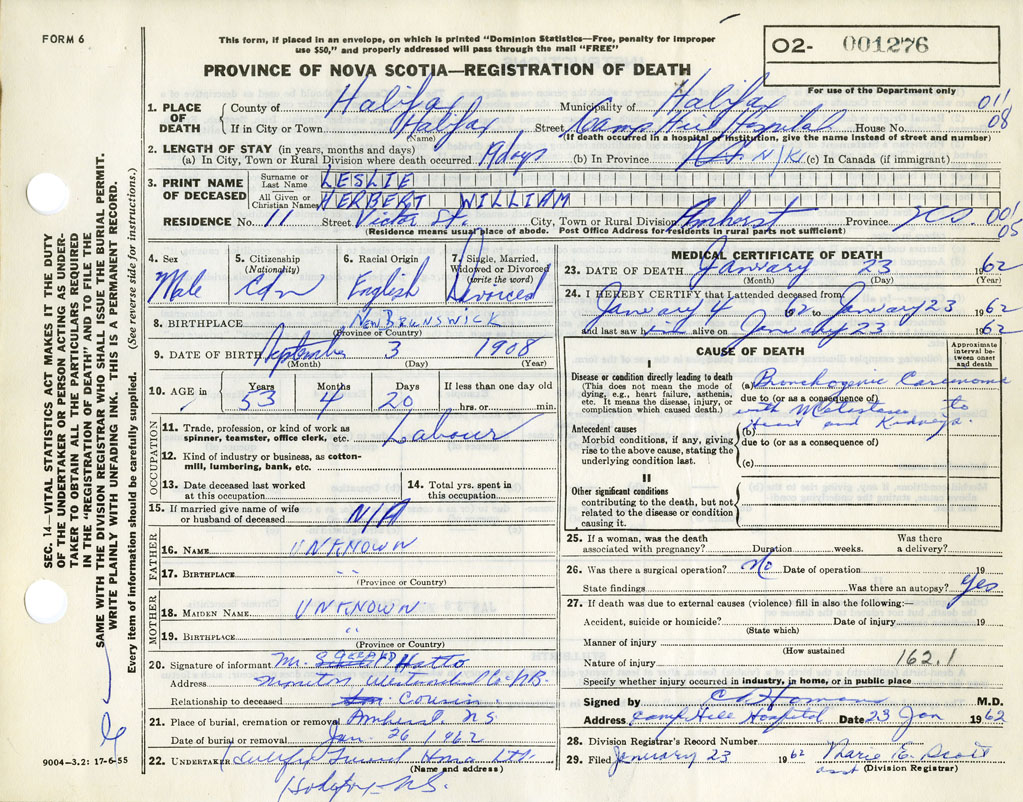 FORM 6
This form, if placed in an envelope, on which is printed "Dominion Statistics—Free, penalty for improper
use $50," and properly addressed will pass through the mail "FREE"
PROVINCE OF NOVA SCOTIA—REGISTRATION OF DEATH
O2- 001276
For use of the Department only
SEC. 14—VITAL STATISTICS ACT MAKES IT THE DUTY
OF THE UNDERTAKER OR PERSON ACTING AS UNDER-
TAKER TO OBTAIN ALL THE PARTICULARS REQUIRED
IN THE "REGISTRATION OF DEATH" AND TO FILE THE
SAME WITH THE DIVISION REGISTRAR WHO SHALL ISSUE THE BURIAL PERMIT.
WRITE PLAINLY WITH UNFADING INK. THIS IS A PERMANENT RECORD.
Every item of information should be carefully supplied. (See reverse side for instructions.)
1. PLACE OF DEATH County of Halifax Municipality of Halifax 011
If in City or Town Halifax Street Camp Hill Hospital House No. 08
(Name) (If death occurred in a hospital or institution, give the name instead of street and number)
2. LENGTH OF STAY (in years, months and days)
(a) In City, Town or Rural Division where death occurred 19 days (b) In Province N/K (c) In Canada (if immigrant)
3. PRINT NAME OF DECEASED Surname or Last Name LESLIE
All Given or Christian Names HERBERT WILLIAM
RESIDENCE No. 11 Street Victor St. City, Town or Rural Division Amherst Province 001
(Residence means usual place of abode. Post Office Address for residents in rural parts not sufficient) 05
4. Sex Male
5. Citizenship (Nationality) Cdn
6. Racial Origin English
7. Single, Married, Widowed or Divorced (write the word) Divorced
8. BIRTHPLACE NEW BRUNSWICK
(Province or Country)
9. DATE OF BIRTH September 3 1908
(Month) (Day) (Year)
10. AGE in Years 53 Months 4 Days 20 If less than one day old
hrs. or min.
OCCUPATION
11. Trade, profession, or kind of work as
spinner, teamster, office clerk, etc. Labour
12. Kind of industry or business, as cotton-
mill, lumbering, bank, etc.
13. Date deceased last worked
at this occupation
14. Total yrs. spent in
this occupation
15. If married give name of wife
or husband of deceased N/A
FATHER
16. NAME UNKNOWN
17. BIRTHPLACE "
(Province or Country)
MOTHER
18. MAIDEN NAME UNKNOWN
19. BIRTHPLACE "
(Province or Country)
20. Signature of informant Mr. Hatto
Address Moncton Westmorland Co. N.B.
Relationship to deceased Cousin
21. Place of burial, cremation or removal Amherst N.S.
Date of burial or removal Jan. 26 1962
22. UNDERTAKER Funeral Home Ltd.
(Name and address)
N.S.
9004-3.2: 17-6-55
MEDICAL CERTIFICATE OF DEATH
23. DATE OF DEATH January 23 1962
(Month) (Day) (Year)
24. I HEREBY CERTIFY that I attended deceased from
January 4 62 to January 23 1962
and last saw him alive on January 23 1962
CAUSE OF DEATH
Approximate interval between onset and death
I
Disease or condition directly leading to death
(This does not mean the mode of
dying, e.g., heart failure, asthenia,
etc. It means the disease, injury, or
complication which caused death.)
(a) Bronchogenic Carcinoma
due to (or as a consequence of)
with Metastases to
Heart and Kidneys.
Antecedent causes
Morbid conditions, if any, giving
rise to the above cause, stating the
underlying condition last.
(b)
due to (or as a consequence of)
(c)
II
Other significant conditions
contributing to the death, but not
related to the disease or condition
causing it.
25. If a woman, was the death
associated with pregnancy? Duration weeks. Was there
a delivery?
26. Was there a surgical operation? No Date of operation 19
State findings Was there an autopsy? Yes
27. If death was due to external causes (violence) fill in also the following:—
Accident, suicide or homicide? Date of injury 19
(State which)
Manner of injury
(How sustained
Nature of injury 162.1
Specify whether injury occurred in industry, in home, or in public place
Signed by M.D.
Address Camp Hill Hospital Date 23 Jan 1962
28. Division Registrar's Record Number
29. Filed January 23 1962 Marie E. Scott
asst (Division Registrar)